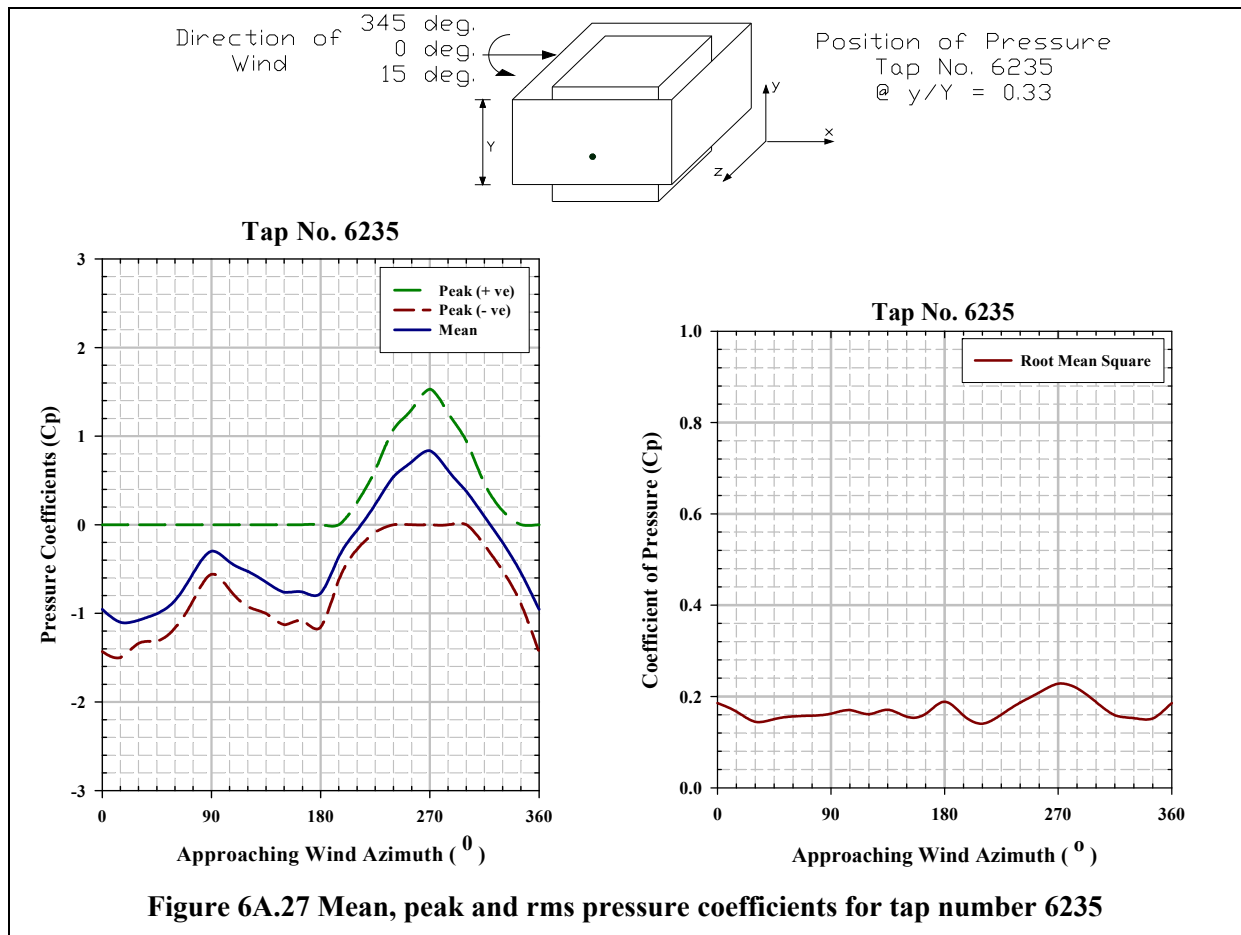 Direction of
Wind
345 deg.
0 deg.
15 deg.
Position of Pressure
Tap No. 6235
@ y/Y = 0.33
Y
y
x
z
Tap No. 6235
Peak (+ ve)
Peak (- ve)
Mean
3
2
1
0
-1
-2
-3
Pressure Coefficients (Cp)
0
90
180
270
360
Approaching Wind Azimuth ( 0 )
Tap No. 6235
Root Mean Square
1.0
0.8
0.6
0.4
0.2
0.0
Coefficient of Pressure (Cp)
0
90
180
270
360
Approaching Wind Azimuth ( o )
Figure 6A.27 Mean, peak and rms pressure coefficients for tap number 6235